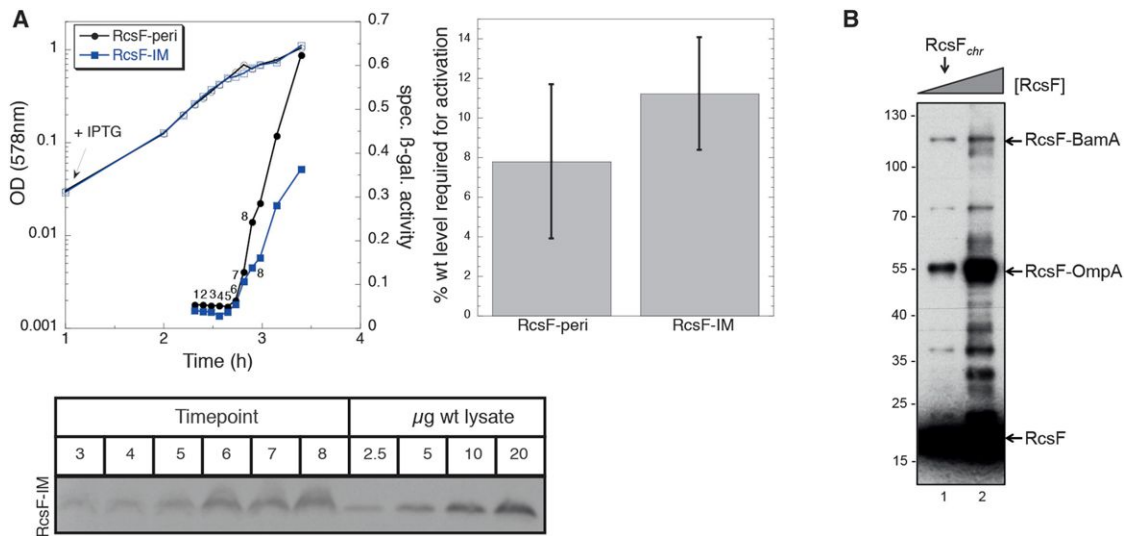 A
RcsF-peri
RcsF-IM
+ IPTG
OD (578nm)
1
0.1
0.01
0.001
1
2
3
4
Time (h)
0.7
0.6
0.5
0.4
0.3
0.2
0.1
0
spec. ß-gal. activity
1 2 3 4 5
6
7
8
8
% wt level required for activation
16
14
12
10
8
6
4
2
0
RcsF-peri
RcsF-IM
Timepoint
µg wt lysate
3 4 5 6 7 8 2.5 5 10 20
RcsF-IM
B
RcsFchr
[RcsF]
130 -
100 -
70 -
55 -
40 -
35 -
25 -
15 -
RcsF-BamA
RcsF-OmpA
RcsF
1 2